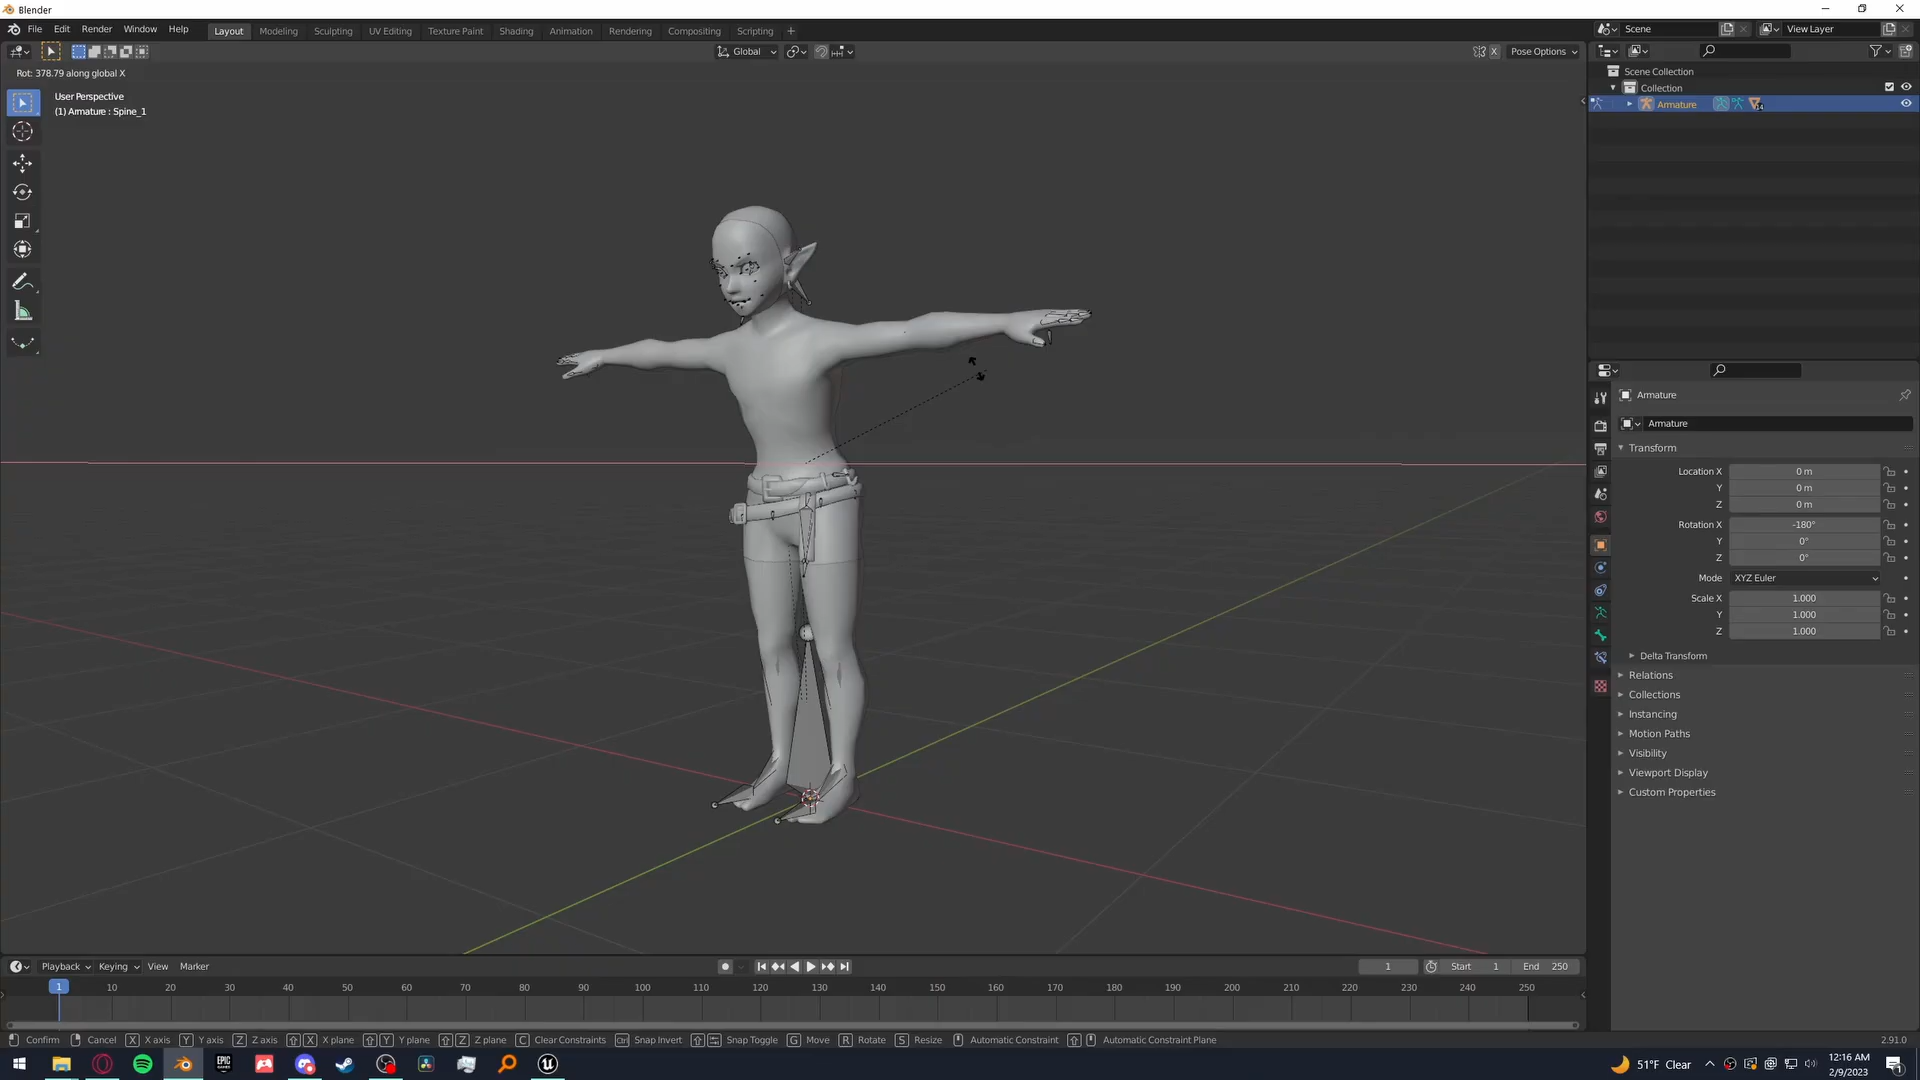 Blender
File Edit Render Window Help Layout Modeling Sculpting UV Editing Texture Paint Shading Animation Rendering Compositing Scripting + Scene View Layer
Global X Pose Options
Rot: 378.79 along global X
User Perspective
(1) Armature : Spine_1
Scene Collection
Collection
Armature
Armature
Armature
Transform
Location X 0 m
Y 0 m
Z 0 m
Rotation X -180°
Y 0°
Z 0°
Mode XYZ Euler
Scale X 1.000
Y 1.000
Z 1.000
Delta Transform
Relations
Collections
Instancing
Motion Paths
Visibility
Viewport Display
Custom Properties
Playback Keying View Marker 1 Start 1 End 250
1 10 20 30 40 50 60 70 80 90 100 110 120 130 140 150 160 170 180 190 200 210 220 230 240 250
Confirm Cancel X X axis Y Y axis Z Z axis X X plane Y Y plane Z Z plane C Clear Constraints Ctrl Snap Invert Snap Toggle G Move R Rotate S Resize Automatic Constraint Automatic Constraint Plane 2.91.0
EPIC GAMES
51°F Clear
12:16 AM
2/9/2023